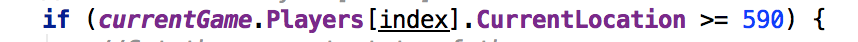 if (currentGame.Players[index].CurrentLocation >= 590) {